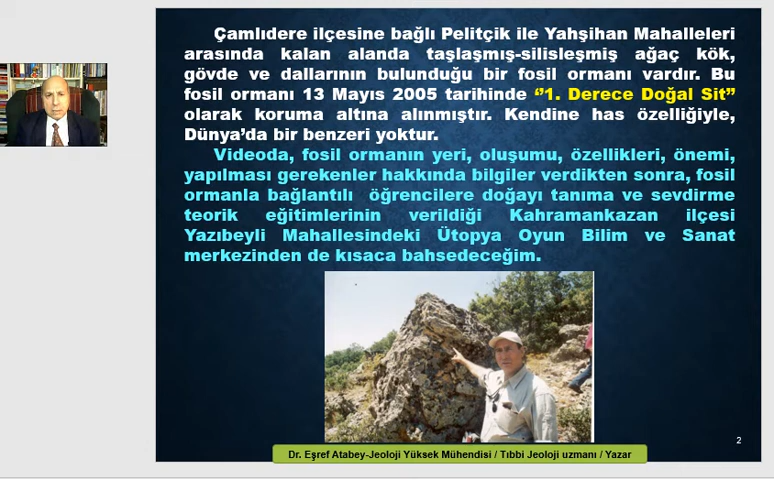 Çamlıdere ilçesine bağlı Pelitçik ile Yahşihan Mahalleleri
arasında kalan alanda taşlaşmış-silisleşmiş ağaç kök,
gövde ve dallarının bulunduğu bir fosil ormanı vardır. Bu
fosil ormanı 13 Mayıs 2005 tarihinde ‘’1. Derece Doğal Sit’’
olarak koruma altına alınmıştır. Kendine has özelliğiyle,
Dünya’da bir benzeri yoktur.
Videoda, fosil ormanın yeri, oluşumu, özellikleri, önemi,
yapılması gerekenler hakkında bilgiler verdikten sonra, fosil
ormanla bağlantılı öğrencilere doğayı tanıma ve sevdirme
teorik eğitimlerinin verildiği Kahramankazan ilçesi
Yazıbeyli Mahallesindeki Ütopya Oyun Bilim ve Sanat
merkezinden de kısaca bahsedeceğim.
2
Dr. Eşref Atabey-Jeoloji Yüksek Mühendisi / Tıbbi Jeoloji uzmanı / Yazar